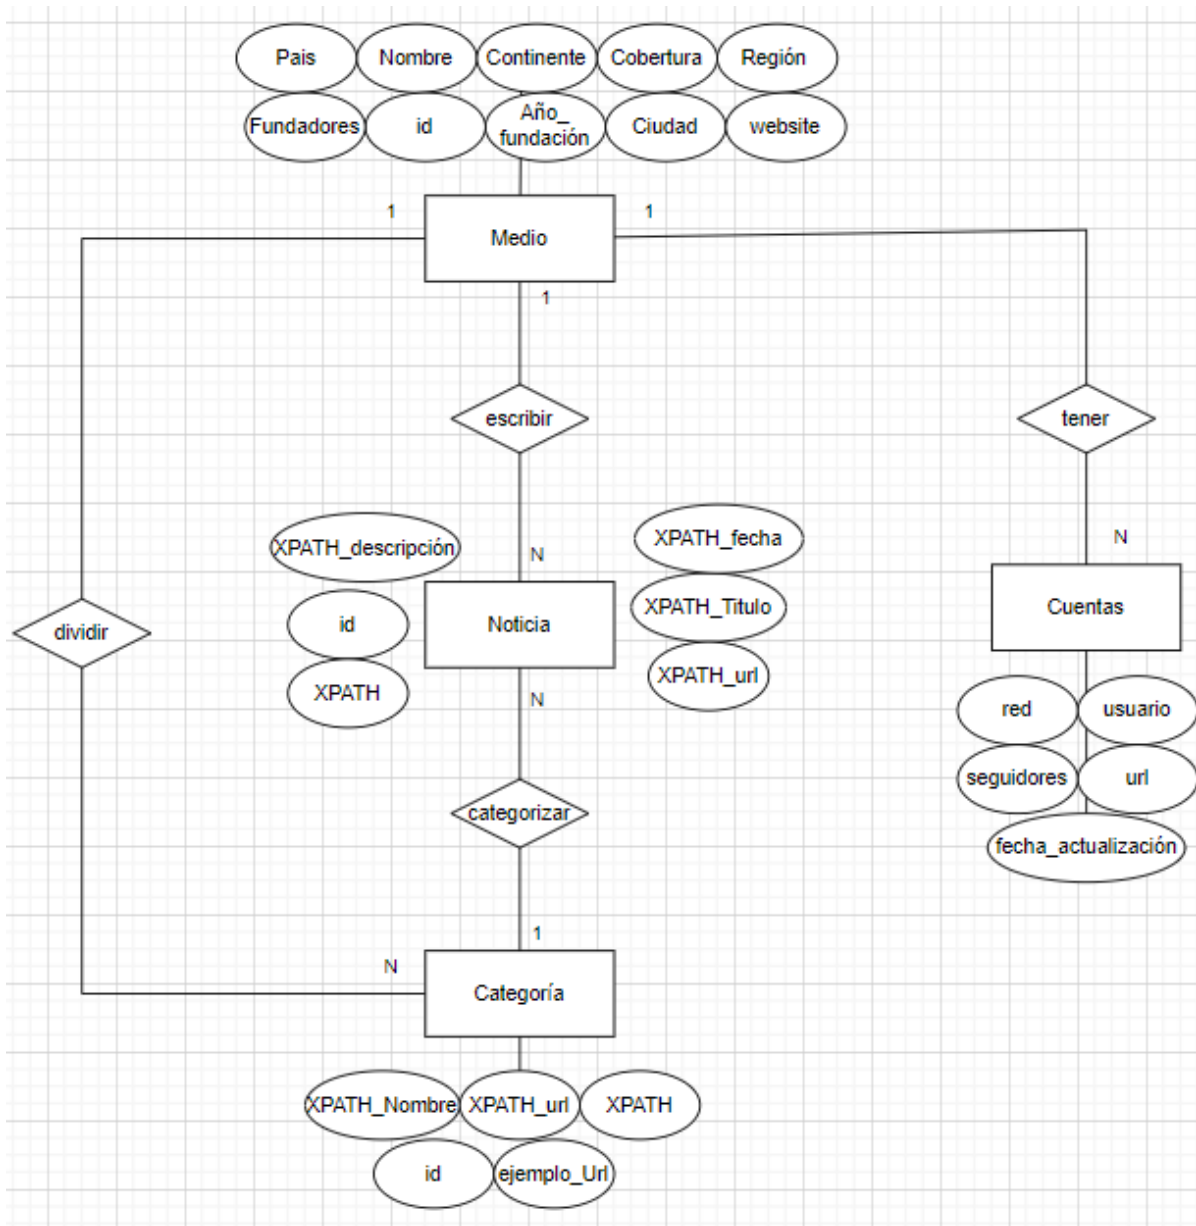 Pais
Nombre
Continente
Cobertura
Región
Fundadores
id
Año_
fundación
Ciudad
website
1
Medio
1
1
escribir
tener
XPATH_descripción
N
XPATH_fecha
N
id
Noticia
XPATH_Titulo
Cuentas
dividir
XPATH
N
XPATH_url
red
usuario
seguidores
url
categorizar
fecha_actualización
1
N
Categoría
XPATH_Nombre
XPATH_url
XPATH
id
ejemplo_Url